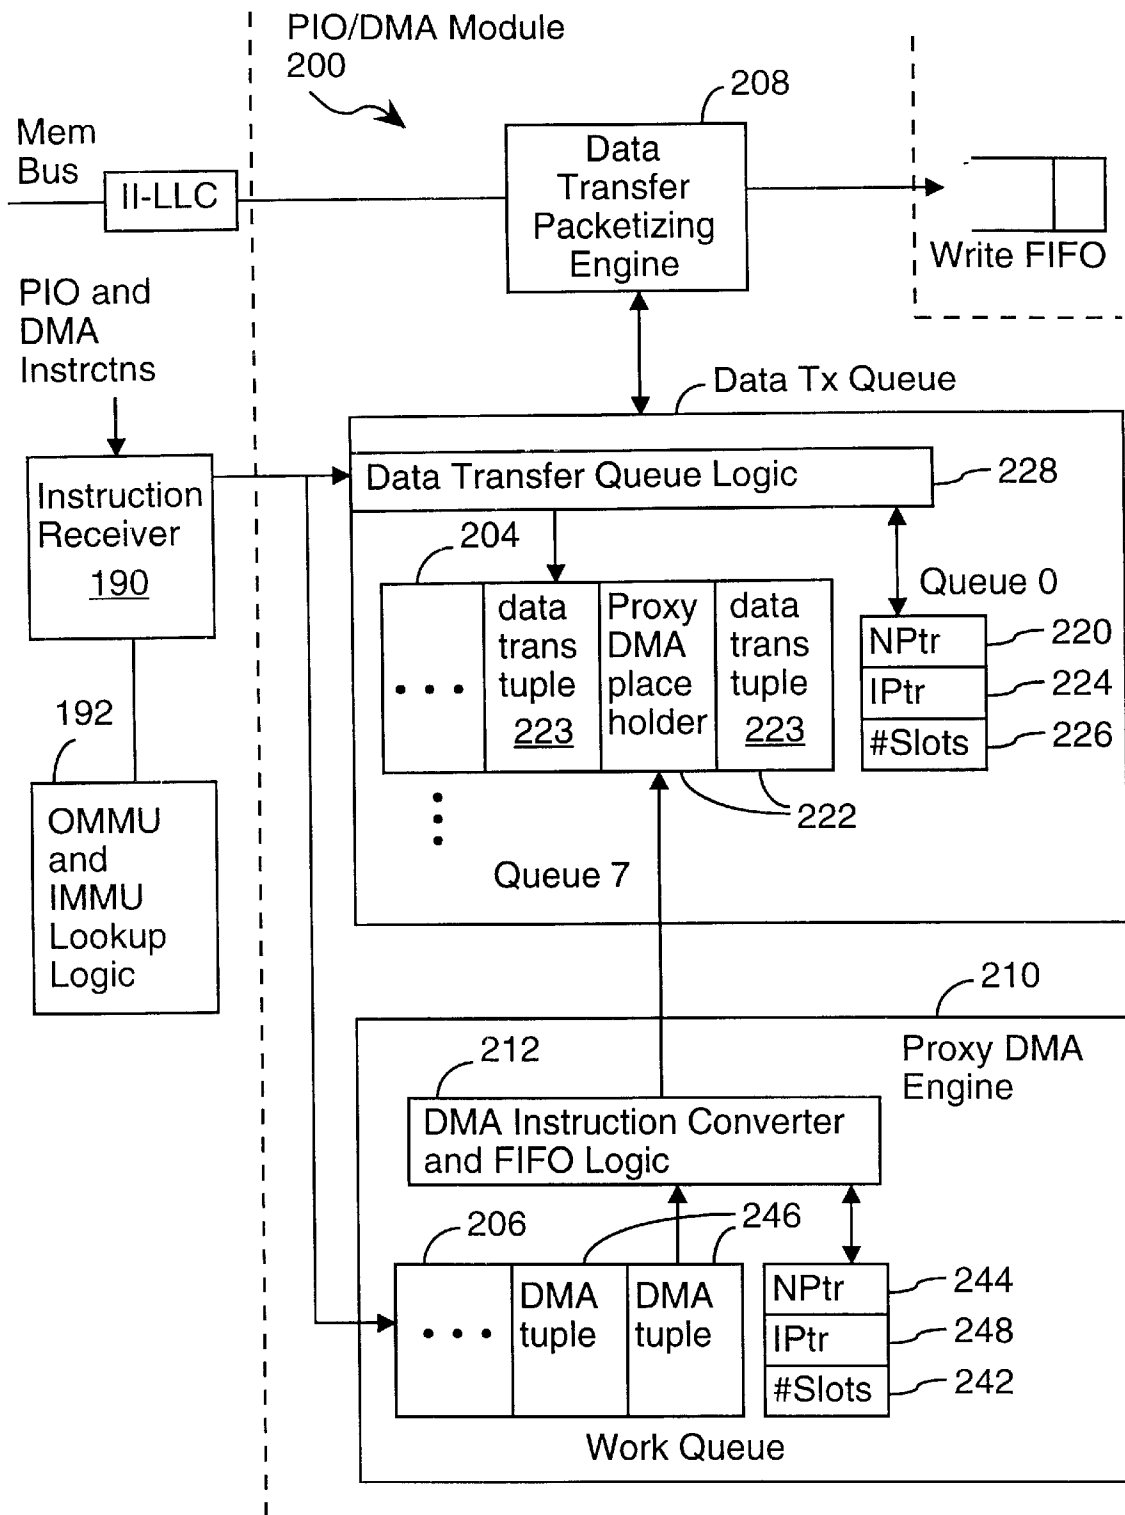 PIO/DMA Module
200
208
Mem
Bus
II-LLC
Data
Transfer
Packetizing
Engine
Write FIFO
PIO and
DMA
Instrctns
Data Tx Queue
Instruction
Receiver
190
Data Transfer Queue Logic
228
204
Queue 0
• • •
data
trans
tuple
223
Proxy
DMA
place
holder
data
trans
tuple
223
NPtr
220
IPtr
224
#Slots
226
192
222
OMMU
and
IMMU
Lookup
Logic
Queue 7
210
Proxy DMA
Engine
212
DMA Instruction Converter
and FIFO Logic
206
246
• • •
DMA
tuple
DMA
tuple
NPtr
244
IPtr
248
#Slots
242
Work Queue